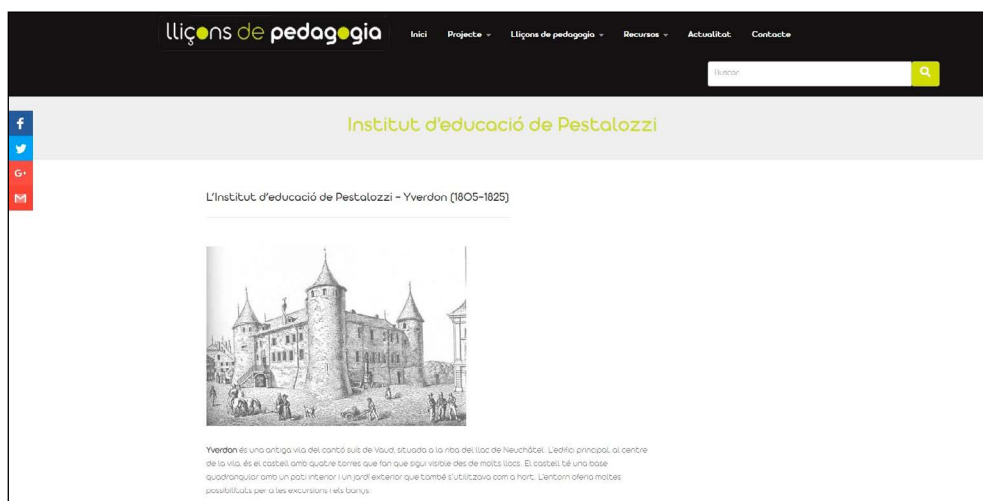 lliçons de pedagogia
Inici Projecte Lliçons de pedagogia Recursos Actualitat Contacte
Buscar
Institut d'educació de Pestalozzi
f
G+
M
L'Institut d'educació de Pestalozzi – Yverdon (1805-1825)
Yverdon és una antiga vila del cantó suís de Vaud, situada a la riba del llac de Neuchâtel. L'edifici principal, al centre
de la vila, és el castell amb quatre torres que fan que sigui visible des de molts llocs. El castell té una base
quadrangular amb un pati interior i un jardí exterior que també s'utilitzava com a hort. L'entorn oferia moltes
possibilitats per a les excursions i els banys.